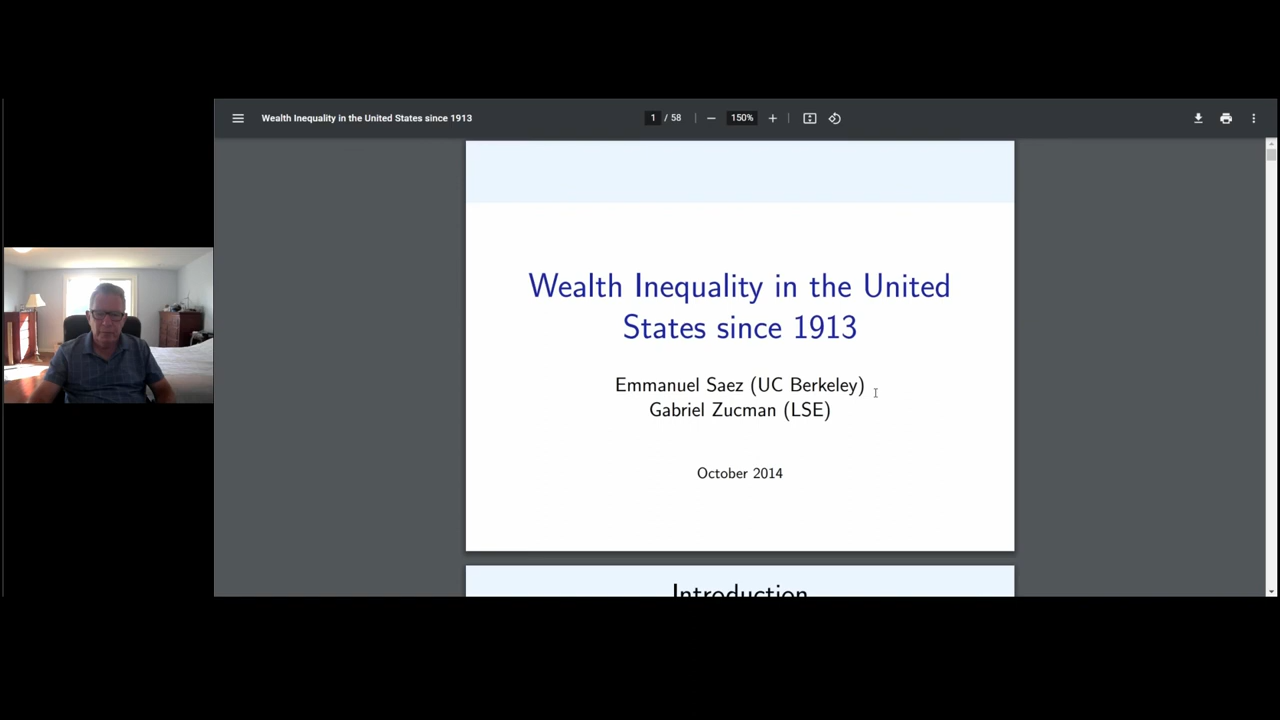 Wealth Inequality in the United States since 1913
1 / 58
150%
Wealth Inequality in the United
States since 1913
Emmanuel Saez (UC Berkeley)
Gabriel Zucman (LSE)
October 2014
Introduction